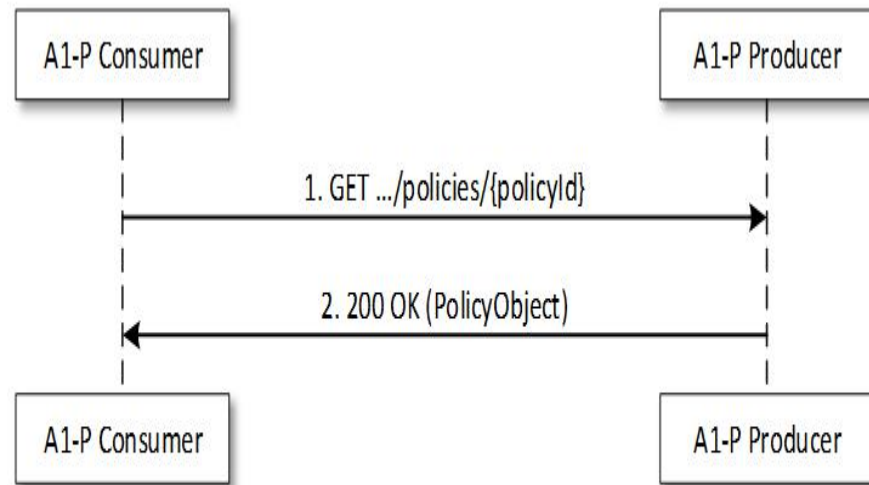 A1-P Consumer
A1-P Producer
1. GET .../policies/{policyId}
2. 200 OK (PolicyObject)
A1-P Consumer
A1-P Producer